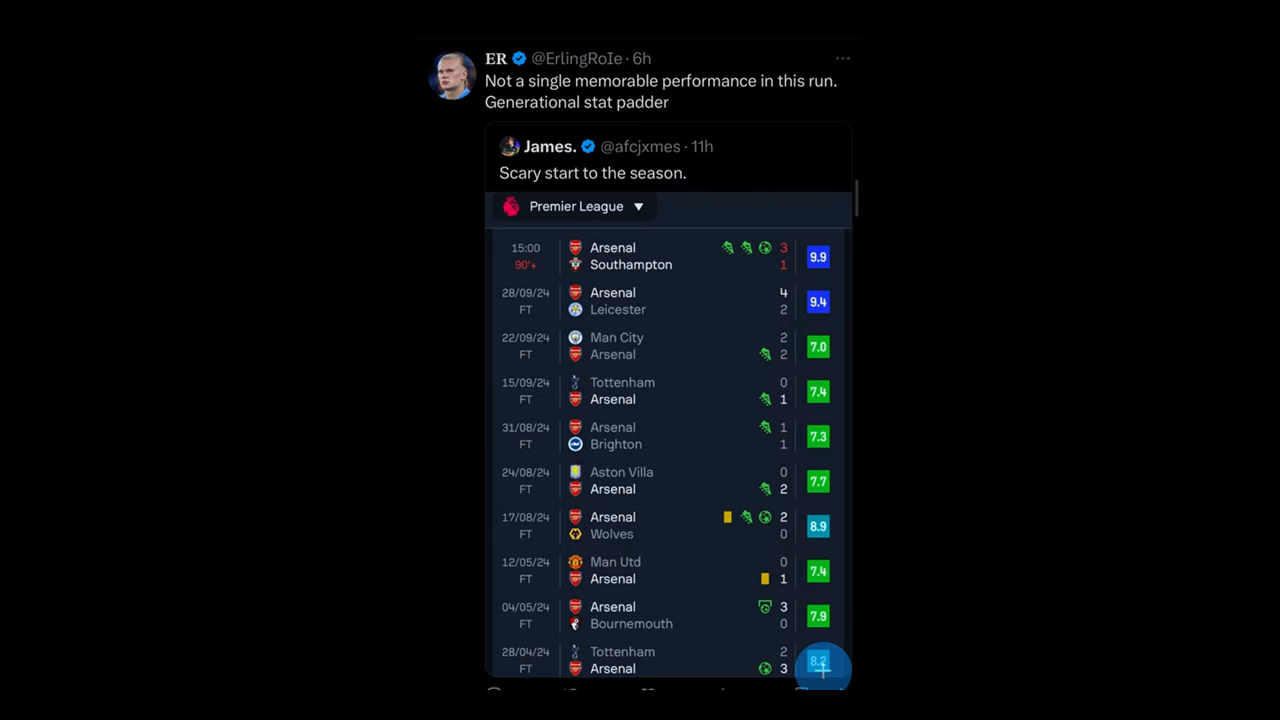 ER @ErlingRoIe · 6h
Not a single memorable performance in this run.
Generational stat padder
James. @afcjxmes · 11h
Scary start to the season.
Premier League ▼
15:00 Arsenal 3
90'+ Southampton 1 9.9
28/09/24 Arsenal 4
FT Leicester 2 9.4
22/09/24 Man City 2
FT Arsenal 2 7.0
15/09/24 Tottenham 0
FT Arsenal 1 7.4
31/08/24 Arsenal 1
FT Brighton 1 7.3
24/08/24 Aston Villa 0
FT Arsenal 2 7.7
17/08/24 Arsenal 2
FT Wolves 0 8.9
12/05/24 Man Utd 0
FT Arsenal 1 7.4
04/05/24 Arsenal 3
FT Bournemouth 0 7.9
28/04/24 Tottenham 2
FT Arsenal 3 8.2